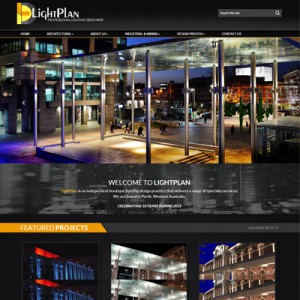 LIGHTPLAN
PROFESSIONAL LIGHTING DESIGNERS
Search this site
HOME
ARCHITECTURAL
ABOUT US
INDUSTRIAL & MINING
DESIGN PROCESS
CONTACT US
WELCOME TO LIGHTPLAN
LightPlan is an independent boutique lighting design practice that delivers a range of specialty services.
We are based in Perth, Western Australia.
CELEBRATING 10 YEARS DURING 2015
FEATURED PROJECTS